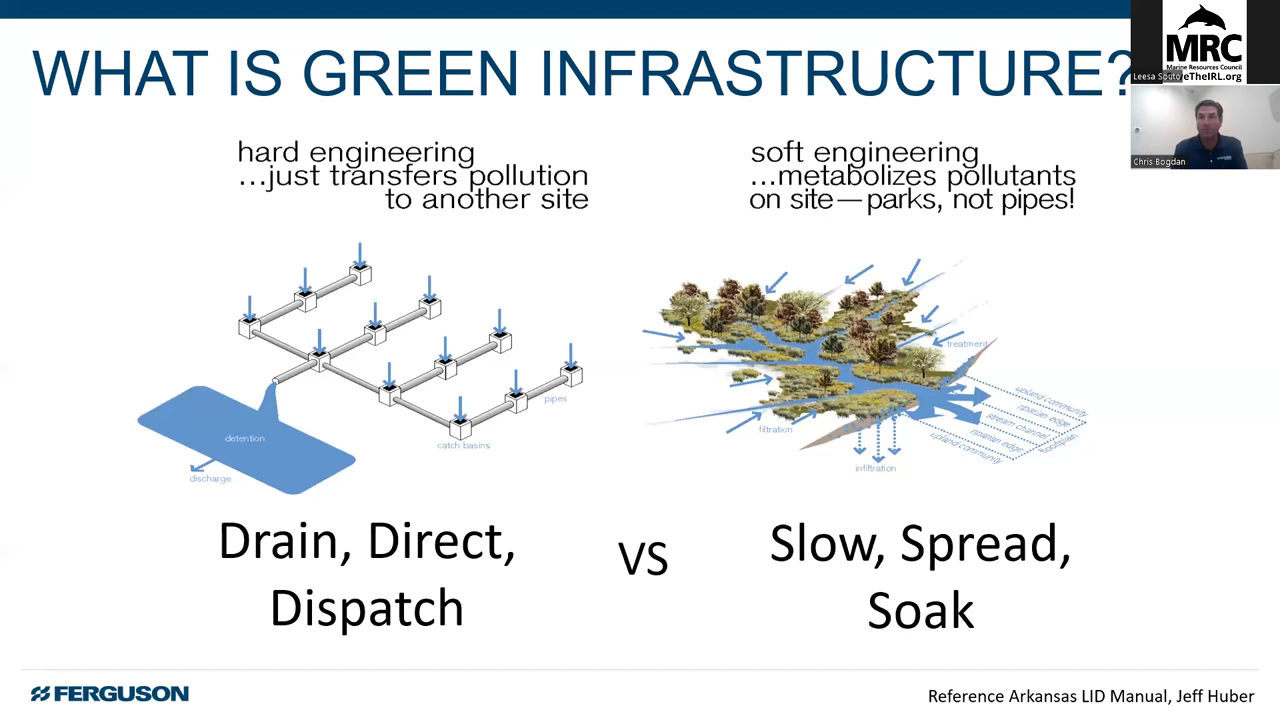 WHAT IS GREEN INFRASTRUCTURE?
MRC
Marine Resources Council
Leesa Souto
eTheIRL.org
Chris Bogdan
hard engineering
...just transfers pollution
to another site
soft engineering
...metabolizes pollutants
on site—parks, not pipes!
pipes
catch basins
detention
discharge
treatment
filtration
infiltration
upland community
riparian edge
stream channel
riparian edge
upland community
floodplain
Drain, Direct,
Dispatch
VS
Slow, Spread,
Soak
FERGUSON
Reference Arkansas LID Manual, Jeff Huber